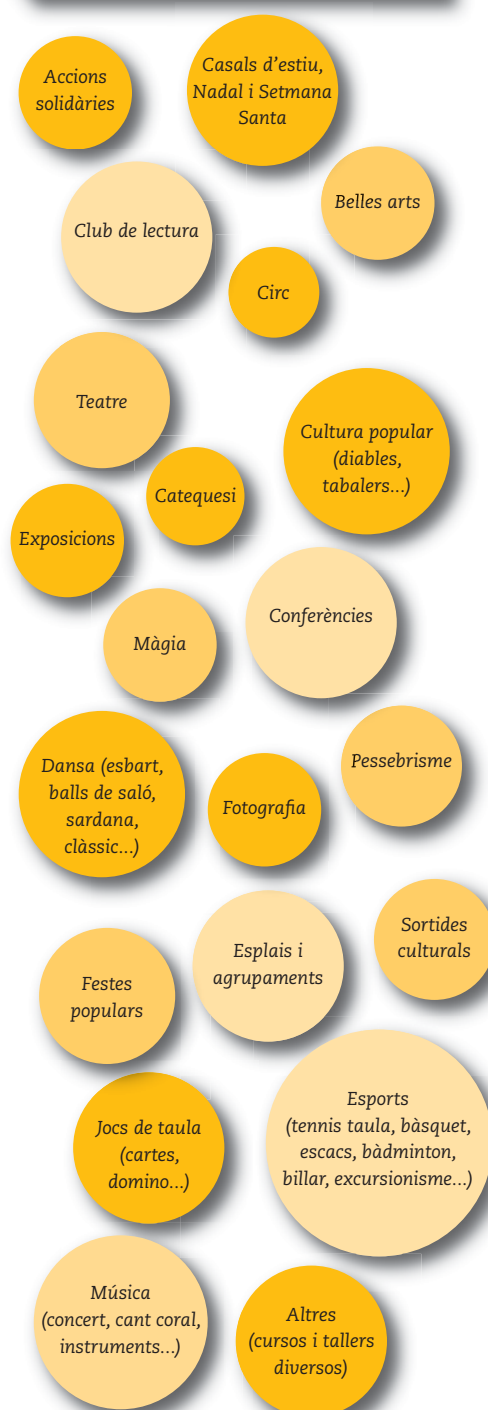 Accions
solidàries
Casals d’estiu,
Nadal i Setmana
Santa
Belles arts
Club de lectura
Circ
Teatre
Cultura popular
(diables,
tabalers...)
Catequesi
Exposicions
Conferències
Màgia
Pessebrisme
Dansa (esbart,
balls de saló,
sardana,
clàssic...)
Fotografia
Sortides
culturals
Esplais i
agrupaments
Festes
populars
Esports
(tennis taula, bàsquet,
escacs, bàdminton,
billar, excursionisme...)
Jocs de taula
(cartes,
domino...)
Música
(concert, cant coral,
instruments...)
Altres
(cursos i tallers
diversos)